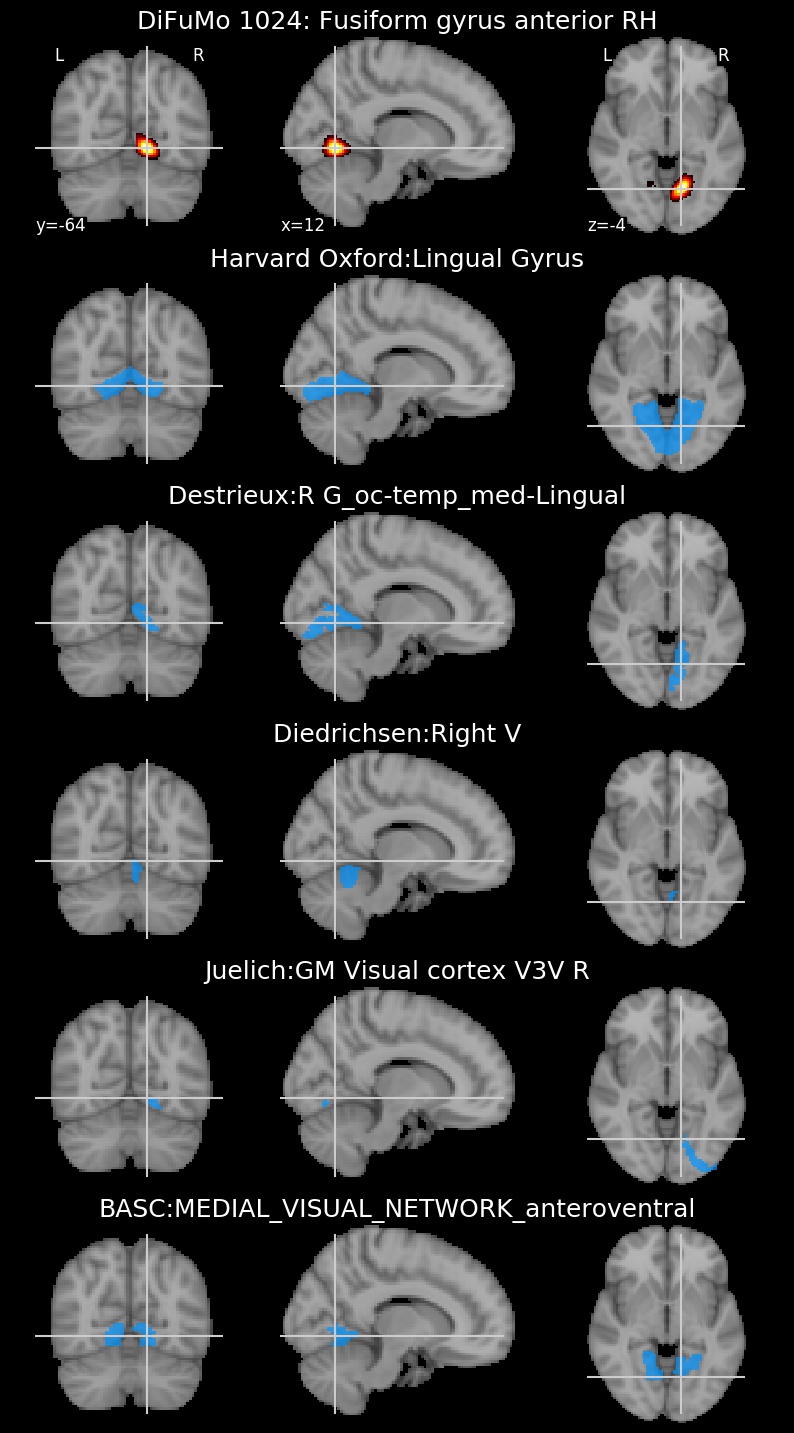 DiFuMo 1024: Fusiform gyrus anterior RH
L R L R
y=-64 x=12 z=-4
Harvard Oxford:Lingual Gyrus
Destrieux:R G_oc-temp_med-Lingual
Diedrichsen:Right V
Juelich:GM Visual cortex V3V R
BASC:MEDIAL_VISUAL_NETWORK_anteroventral